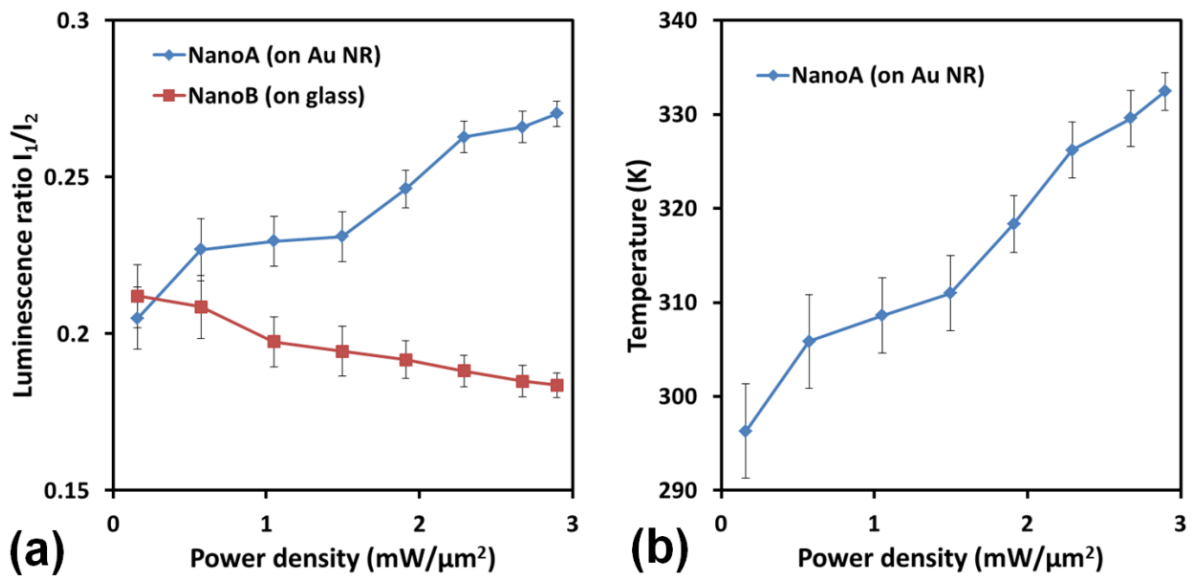 0.3
0.25
0.2
0.15
Luminescence ratio I₁/I₂
NanoA (on Au NR)
NanoB (on glass)
0 1 2 3
Power density (mW/µm²)
(a)
340
330
320
310
300
290
Temperature (K)
NanoA (on Au NR)
0 1 2 3
Power density (mW/µm²)
(b)